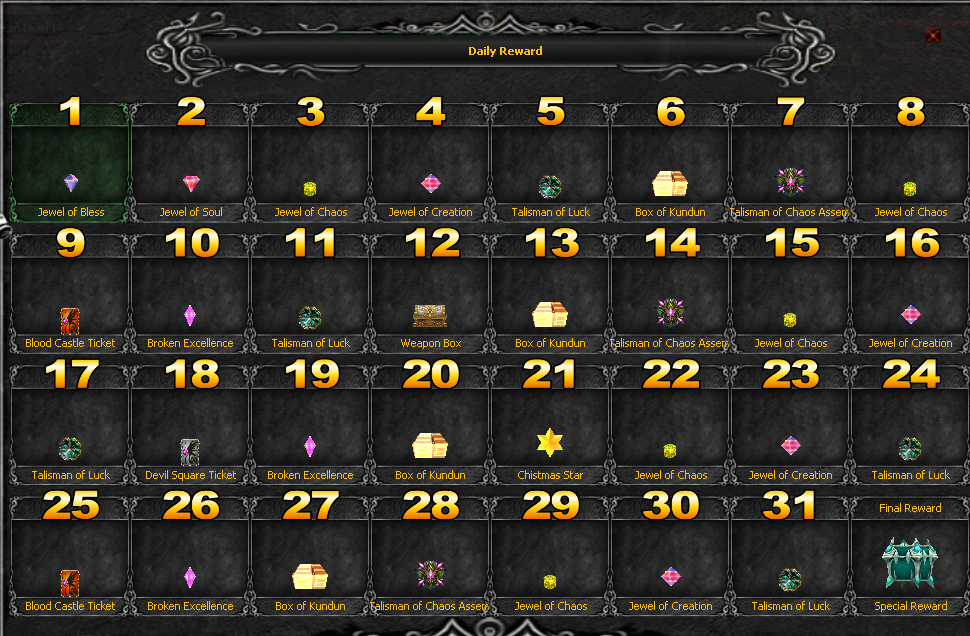 Daily Reward
1 2 3 4 5 6 7 8
Jewel of Bless Jewel of Soul Jewel of Chaos Jewel of Creation Talisman of Luck Box of Kundun Talisman of Chaos Assem Jewel of Chaos
9 10 11 12 13 14 15 16
Blood Castle Ticket Broken Excellence Talisman of Luck Weapon Box Box of Kundun Talisman of Chaos Assem Jewel of Chaos Jewel of Creation
17 18 19 20 21 22 23 24
Talisman of Luck Devil Square Ticket Broken Excellence Box of Kundun Chistmas Star Jewel of Chaos Jewel of Creation Talisman of Luck
25 26 27 28 29 30 31 Final Reward
Blood Castle Ticket Broken Excellence Box of Kundun Talisman of Chaos Assem Jewel of Chaos Jewel of Creation Talisman of Luck Special Reward